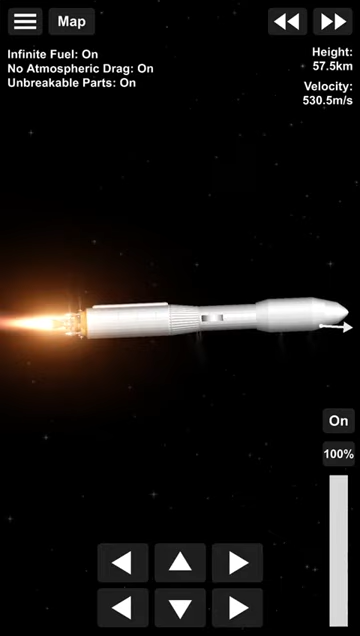 Map
Infinite Fuel: On
No Atmospheric Drag: On
Unbreakable Parts: On
Height:
57.5km
Velocity:
530.5m/s
On
100%